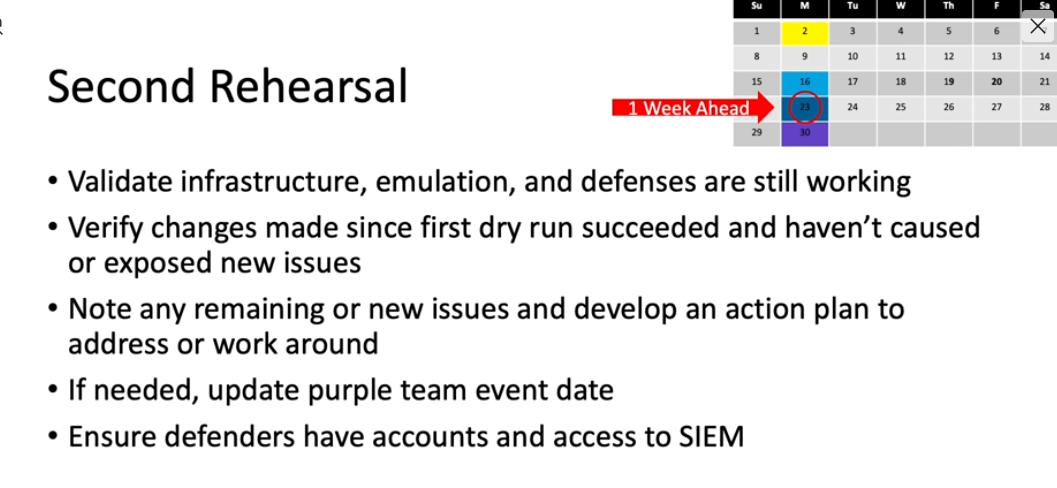 Su M Tu W Th F Sa
1 2 3 4 5 6
8 9 10 11 12 13 14
Second Rehearsal
15 16 17 18 19 20 21
1 Week Ahead
23 24 25 26 27 28
29 30
• Validate infrastructure, emulation, and defenses are still working
• Verify changes made since first dry run succeeded and haven’t caused
or exposed new issues
• Note any remaining or new issues and develop an action plan to
address or work around
• If needed, update purple team event date
• Ensure defenders have accounts and access to SIEM